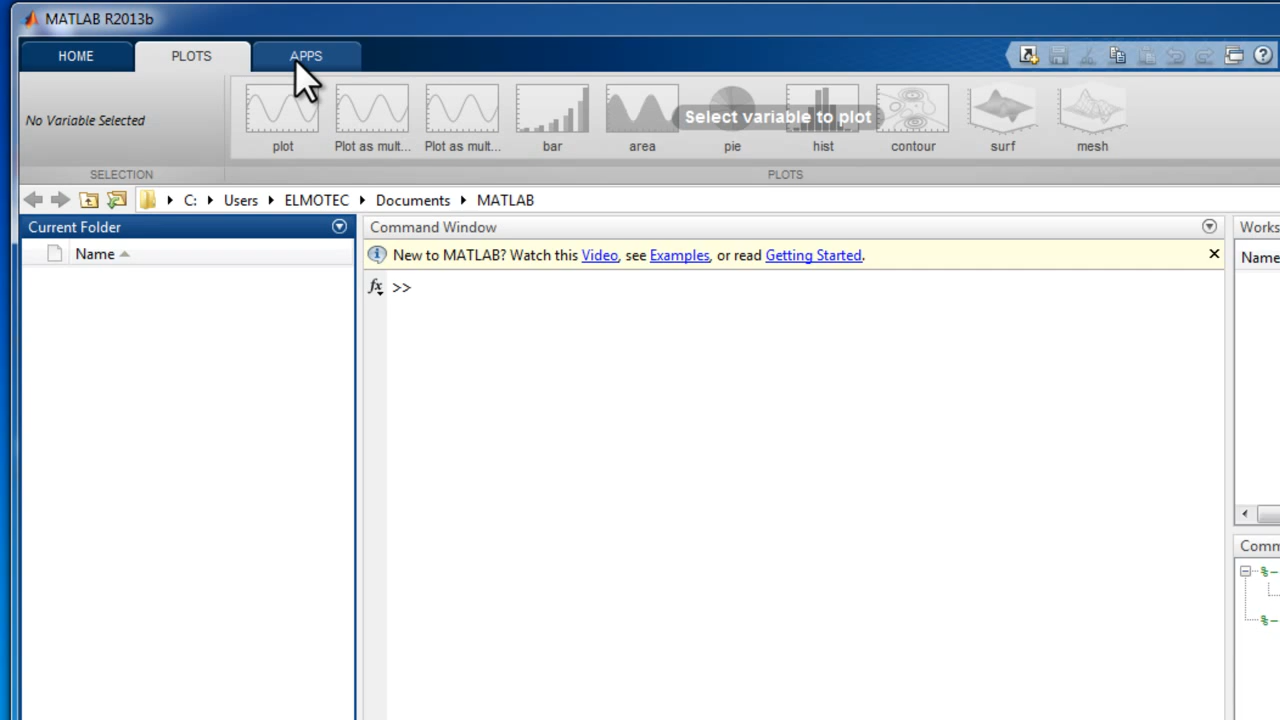 MATLAB R2013b
HOME PLOTS APPS
No Variable Selected
Select variable to plot
plot Plot as mult... Plot as mult... bar area pie hist contour surf mesh
SELECTION PLOTS
C: Users ELMOTEC Documents MATLAB
Current Folder Command Window Works
Name
New to MATLAB? Watch this Video, see Examples, or read Getting Started.
Name
fx >>
Comm
%-
%-